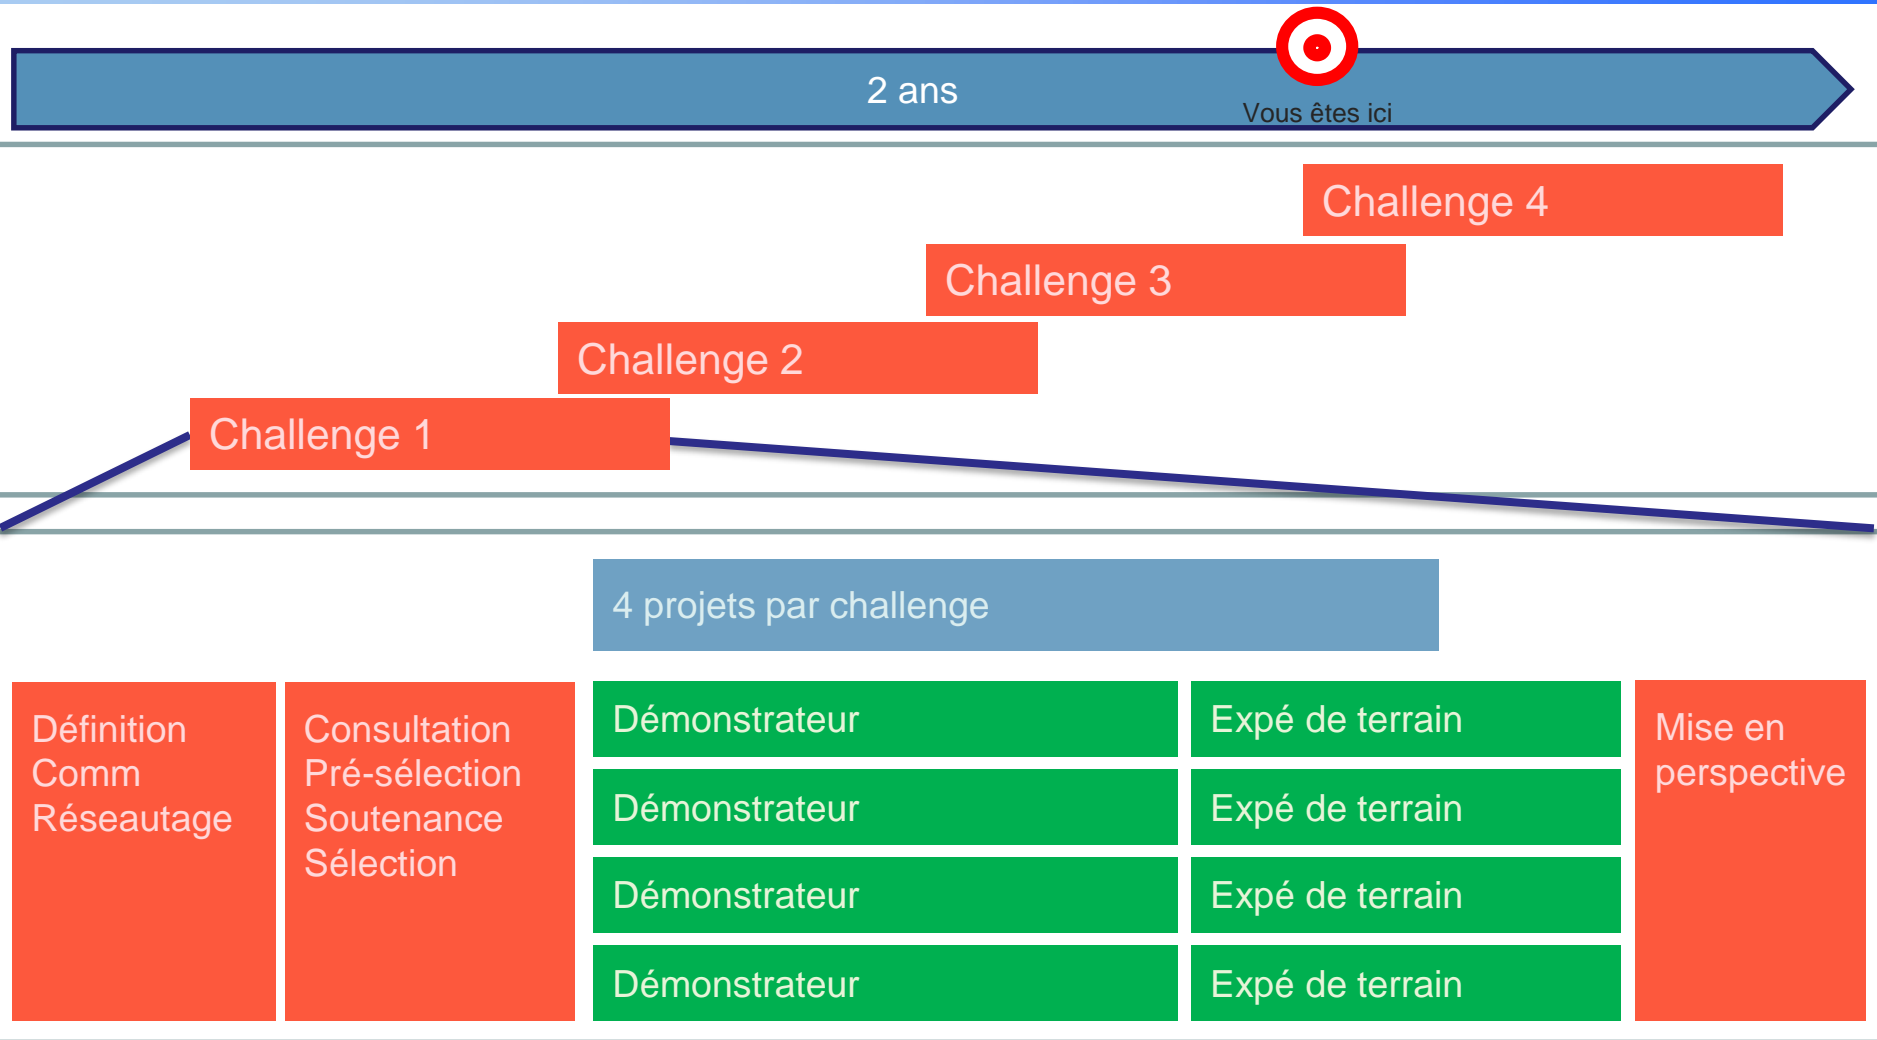 2 ans
Vous êtes ici
Challenge 4
Challenge 3
Challenge 2
Challenge 1
4 projets par challenge
Définition
Comm
Réseautage
Consultation
Pré-sélection
Soutenance
Sélection
Démonstrateur
Expé de terrain
Démonstrateur
Expé de terrain
Démonstrateur
Expé de terrain
Démonstrateur
Expé de terrain
Mise en
perspective